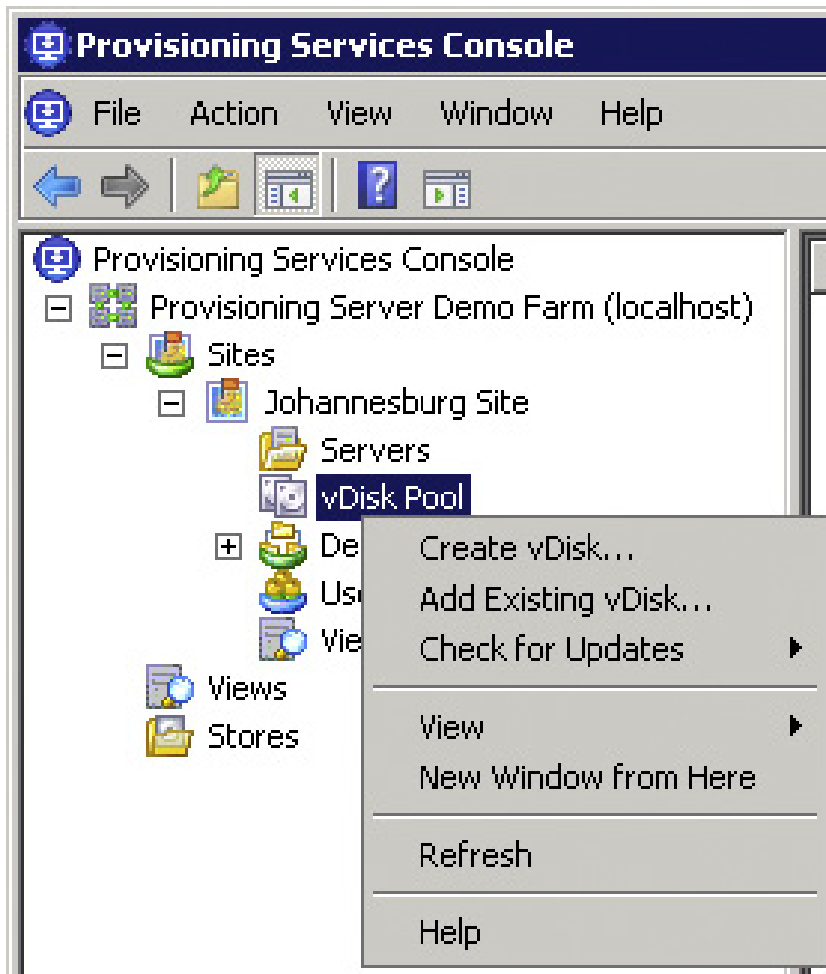 Provisioning Services Console
File Action View Window Help
?
Provisioning Services Console
Provisioning Server Demo Farm (localhost)
Sites
Johannesburg Site
Servers
vDisk Pool
Create vDisk...
Add Existing vDisk...
Check for Updates
View
New Window from Here
Refresh
Help
Views
Stores